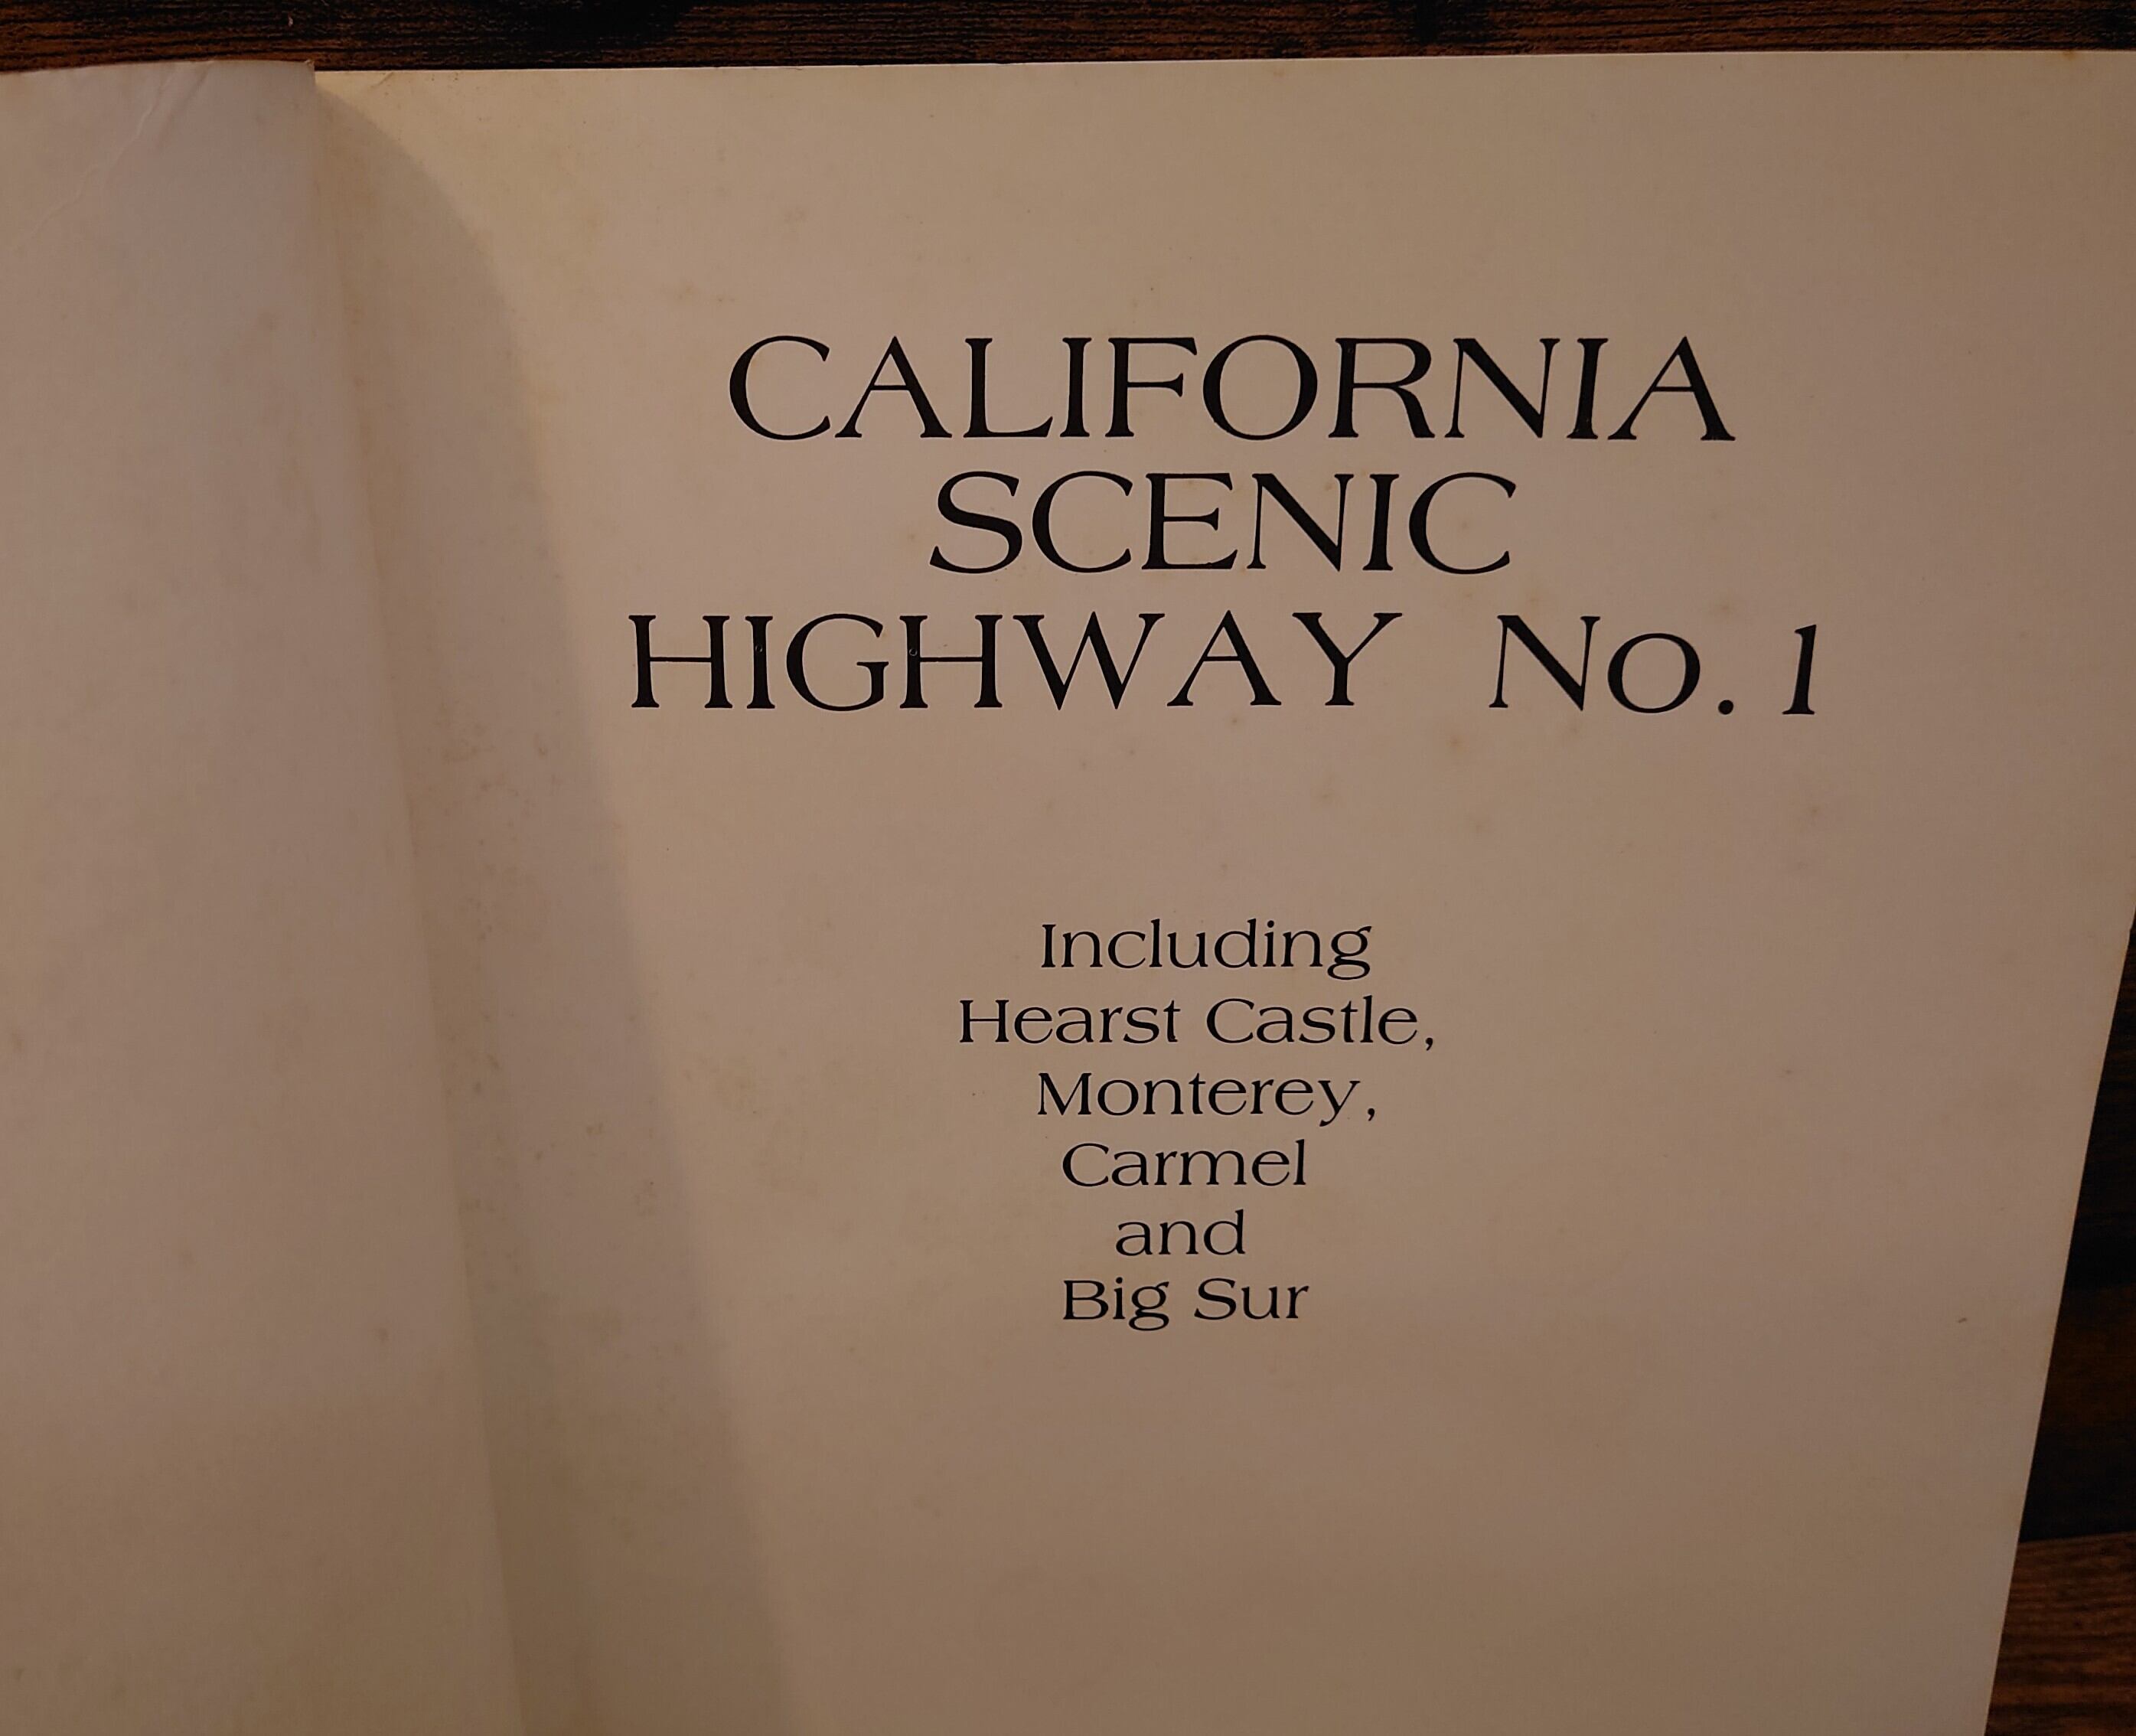 CALIFORNIA
SCENIC
HIGHWAY No. 1
Including
Hearst Castle,
Monterey,
Carmel
and
Big Sur